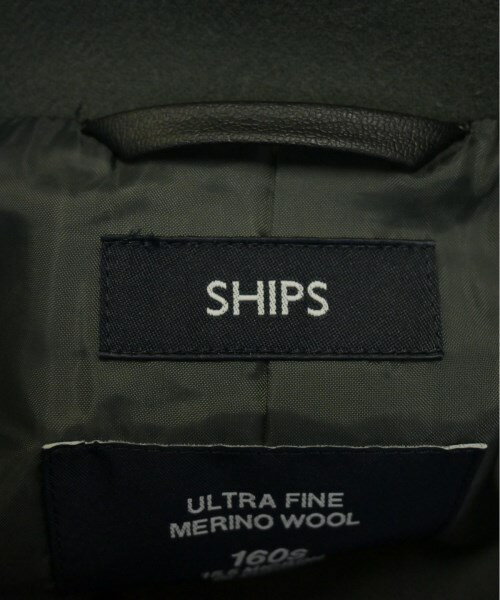 SHIPS
ULTRA FINE
MERINO WOOL
160s